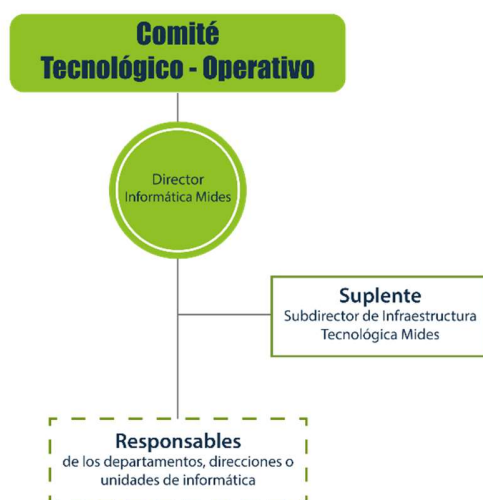 Comité
Tecnológico - Operativo
Director
Informática Mides
Suplente
Subdirector de Infraestructura
Tecnológica Mides
Responsables
de los departamentos, direcciones o
unidades de informática